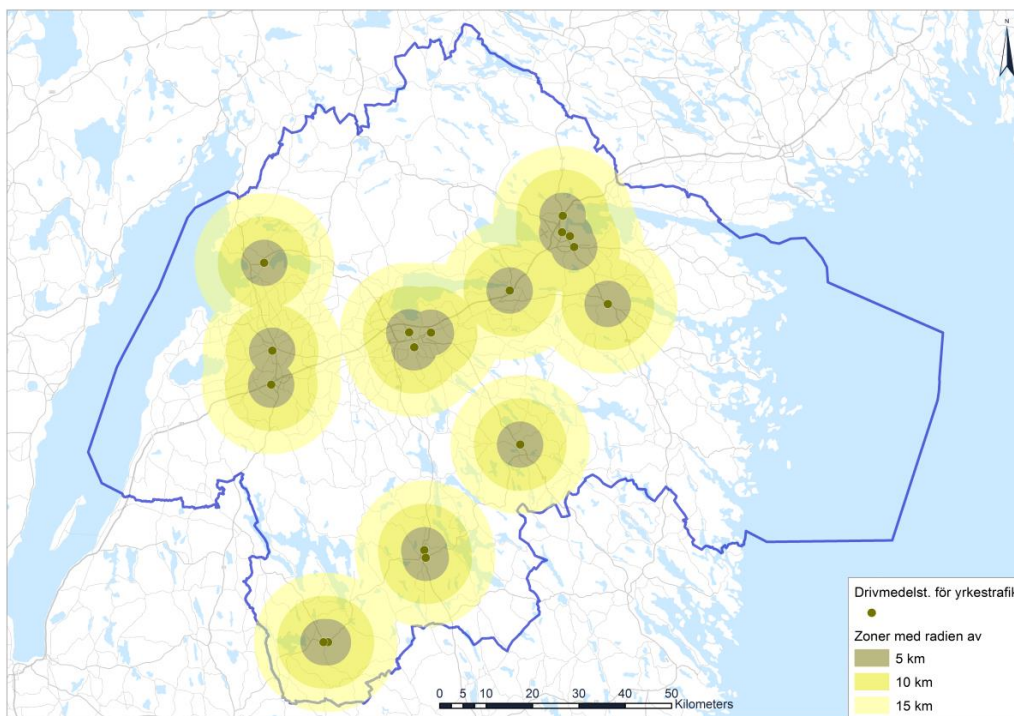 N
Drivmedelst. för yrkestrafik
Zoner med radien av
5 km
10 km
15 km
0 5 10 20 30 40 50
Kilometers